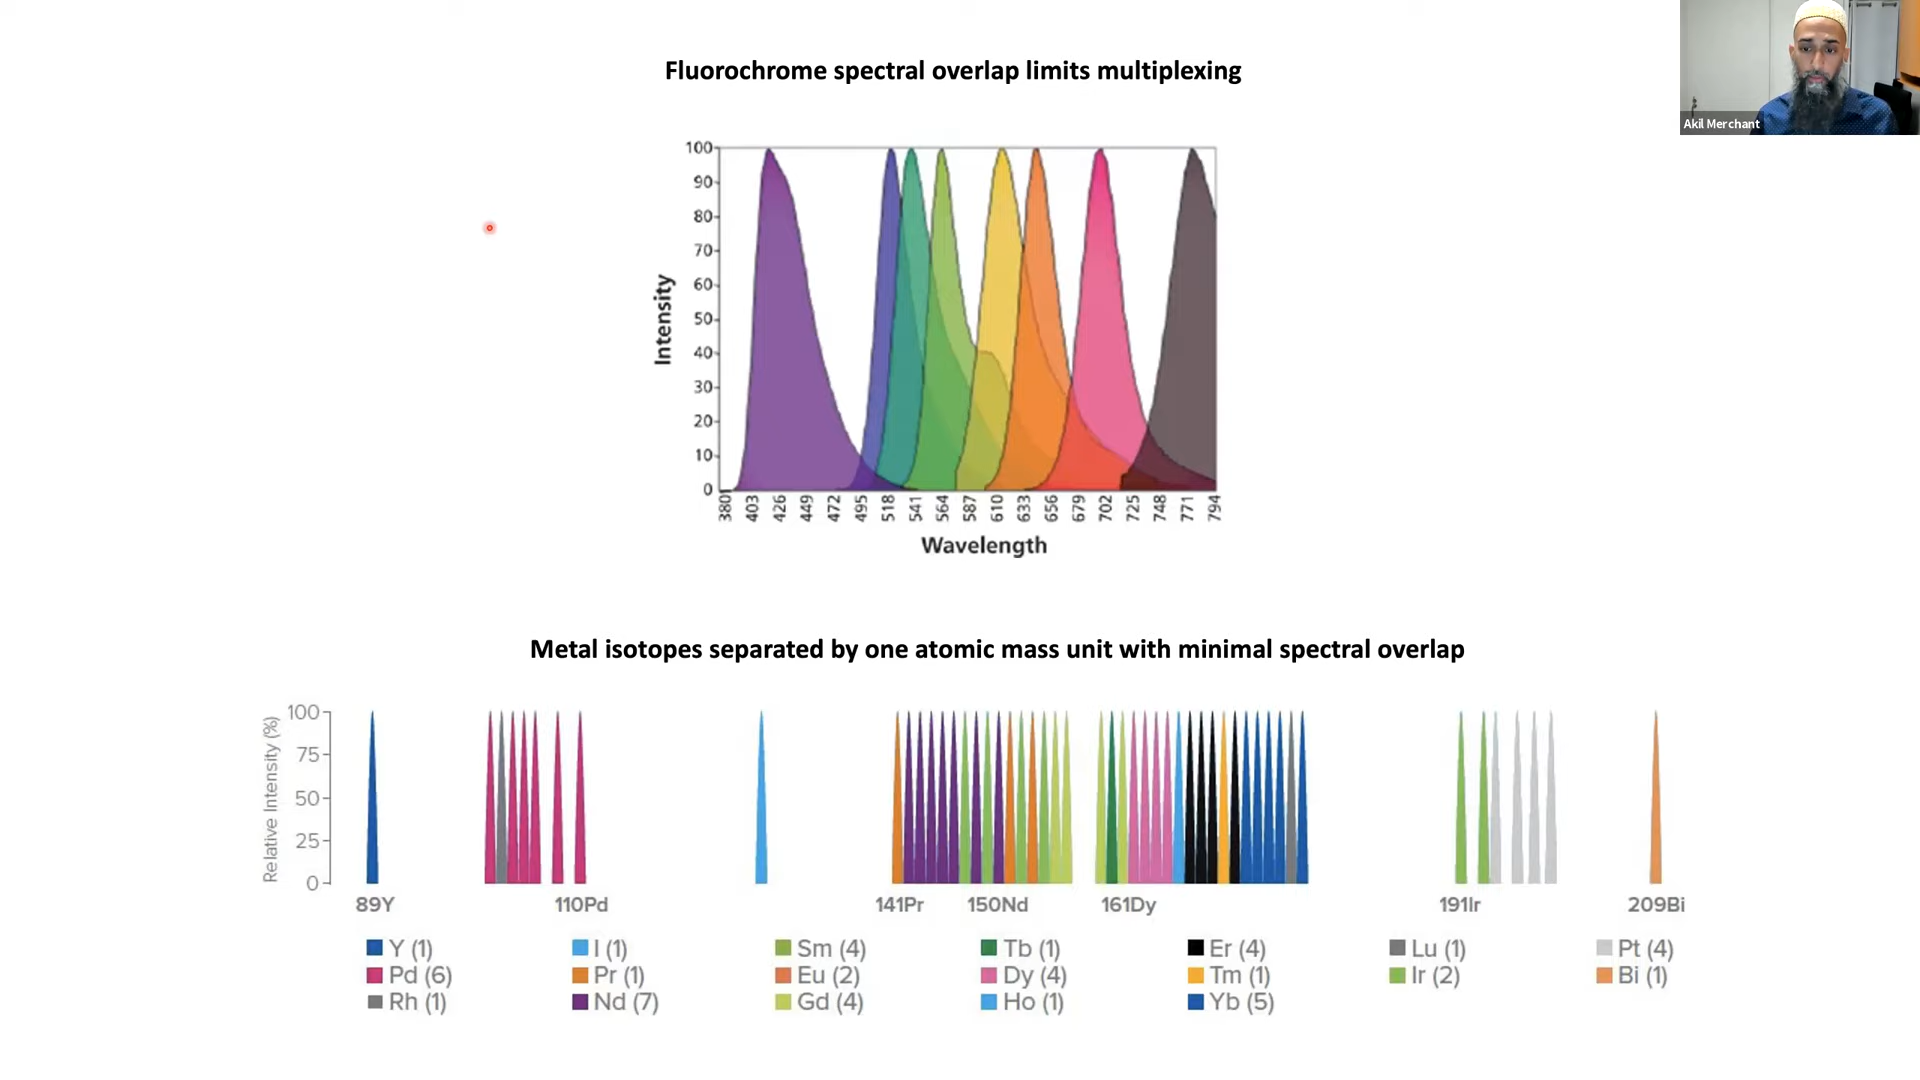 Fluorochrome spectral overlap limits multiplexing
Akil Merchant
100
90
80
70
60
50
40
30
20
10
0
Intensity
380 403 426 449 472 495 518 541 564 587 610 633 656 679 702 725 748 771 794
Wavelength
Metal isotopes separated by one atomic mass unit with minimal spectral overlap
Relative Intensity (%)
100
75
50
25
0
89Y 110Pd 141Pr 150Nd 161Dy 191Ir 209Bi
Y (1) I (1) Sm (4) Tb (1) Er (4) Lu (1) Pt (4)
Pd (6) Pr (1) Eu (2) Dy (4) Tm (1) Ir (2) Bi (1)
Rh (1) Nd (7) Gd (4) Ho (1) Yb (5)